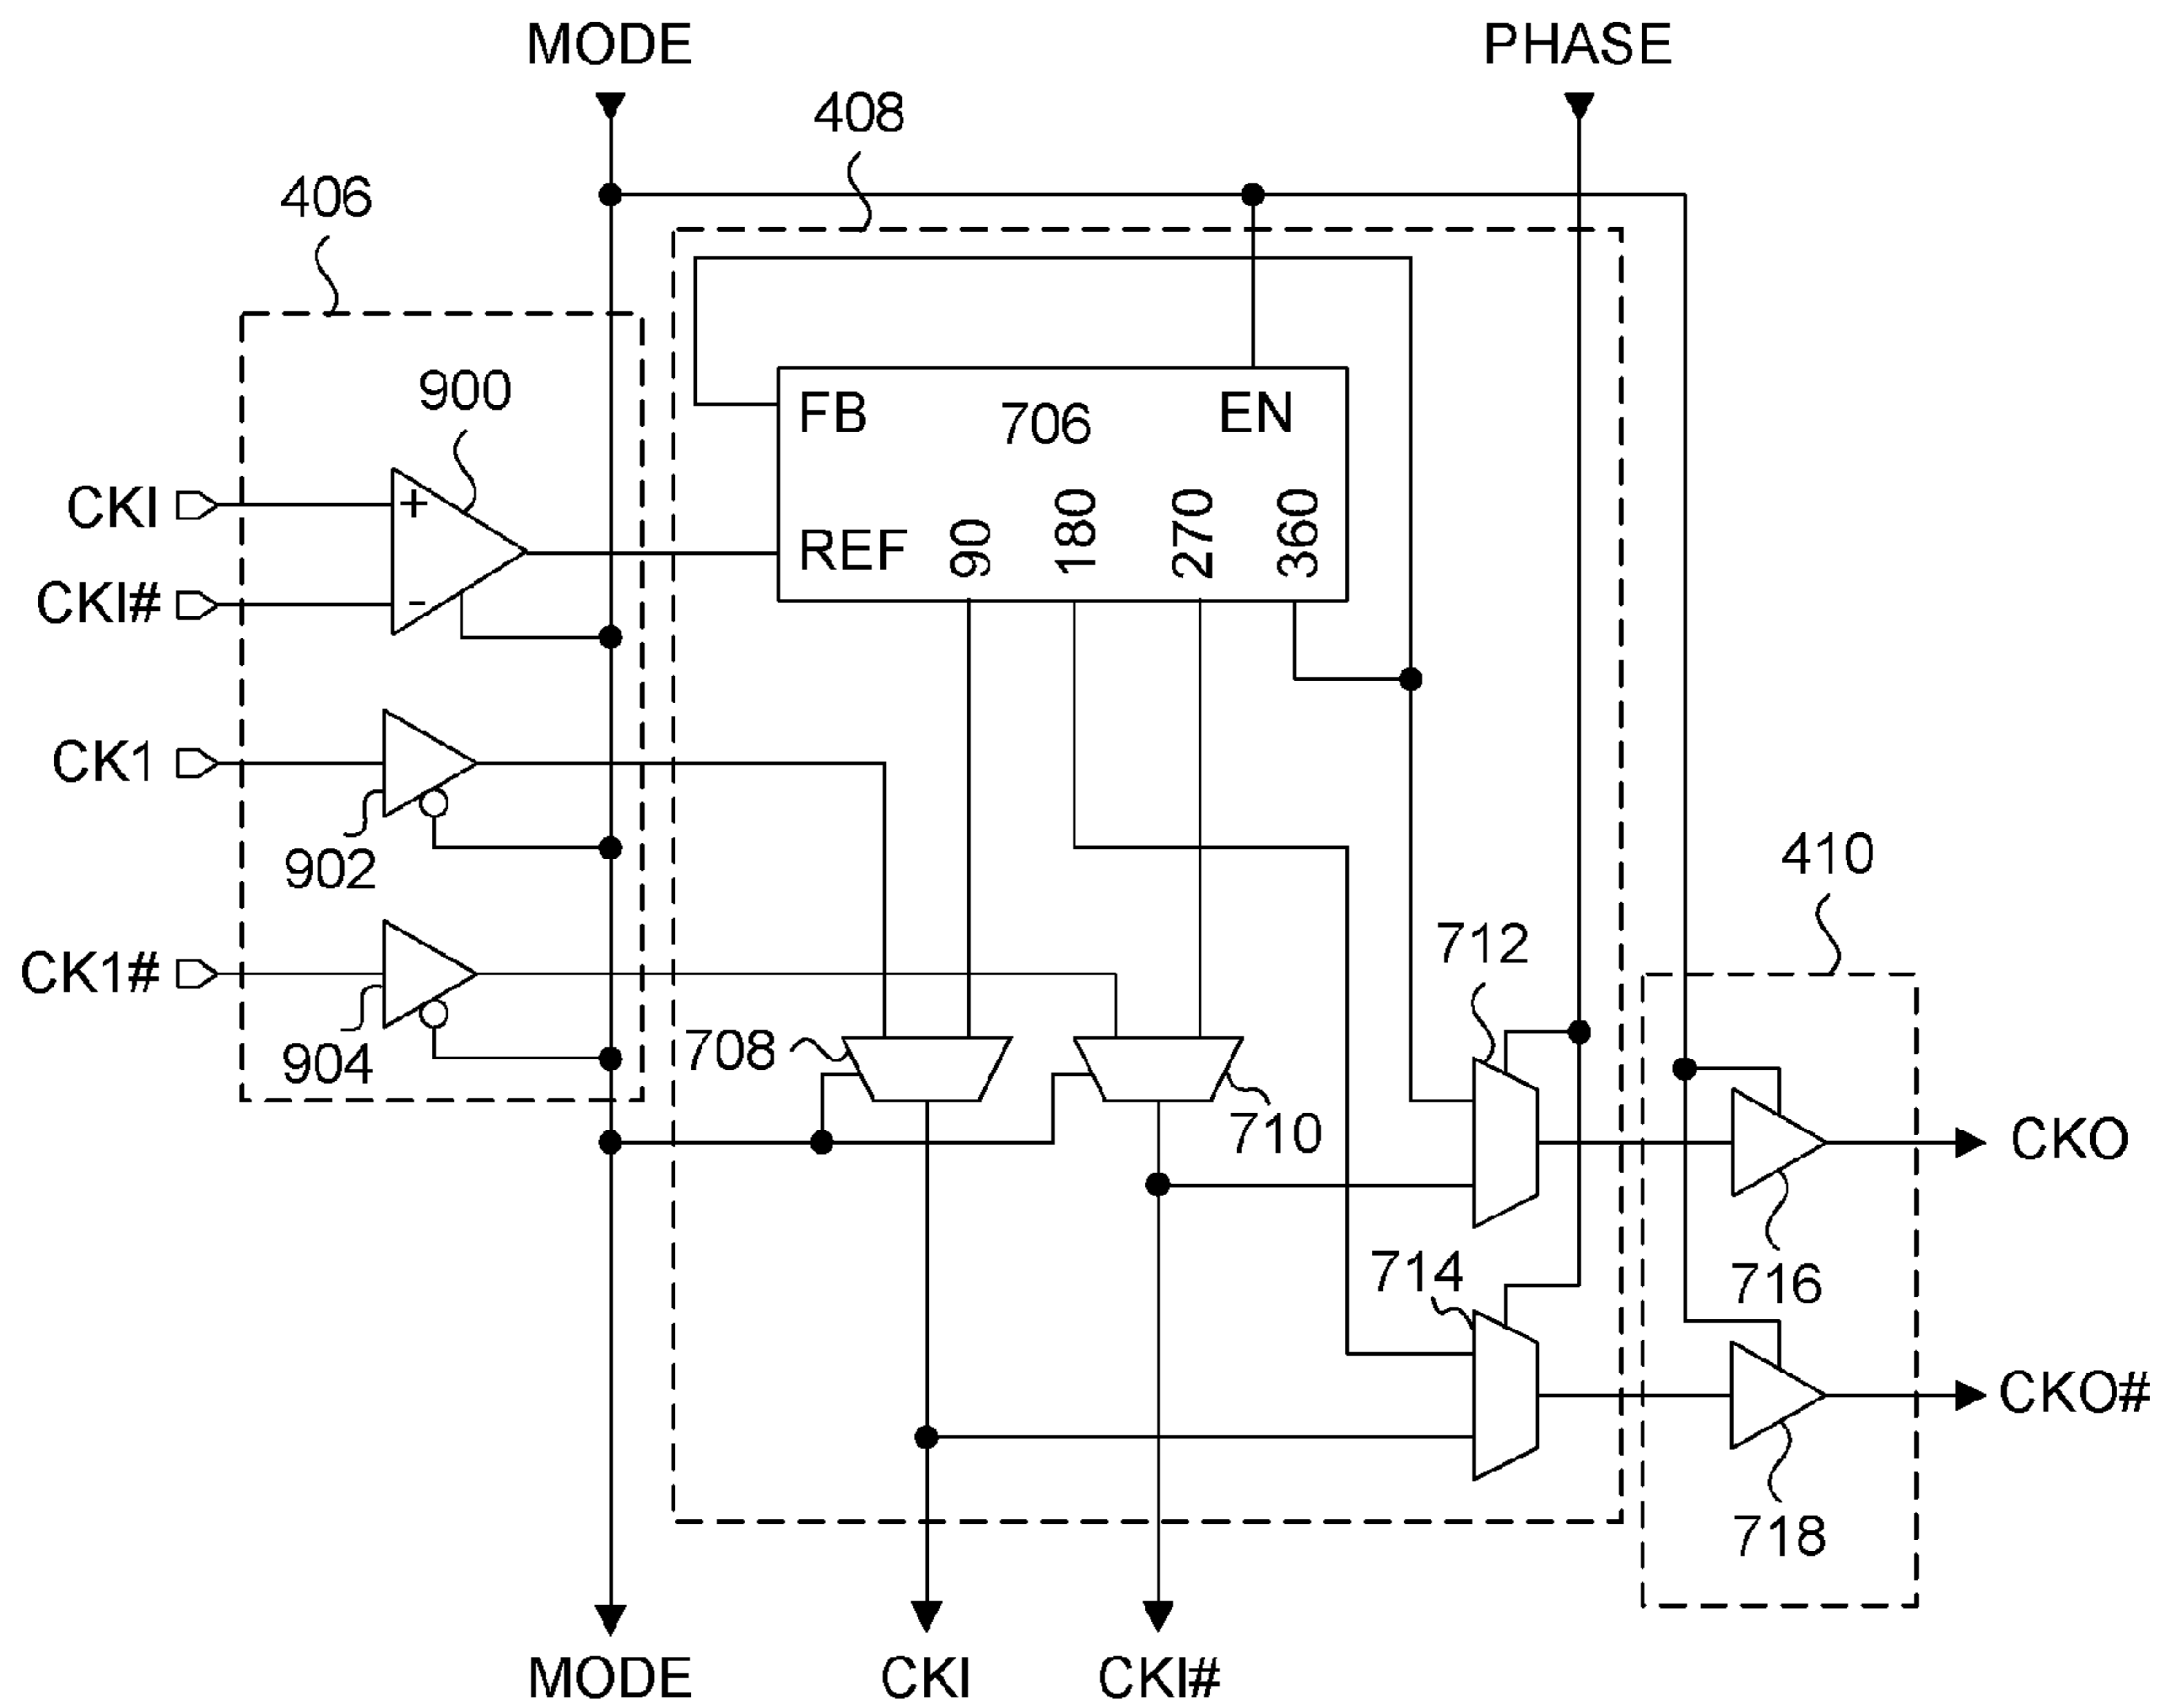 MODE
PHASE
408
406
900
FB
706
EN
CKI
+
REF
90
180
270
360
CKI#
-
CK1
902
410
712
CK1#
904
708
710
CKO
714
716
CKO#
718
MODE
CKI
CKI#